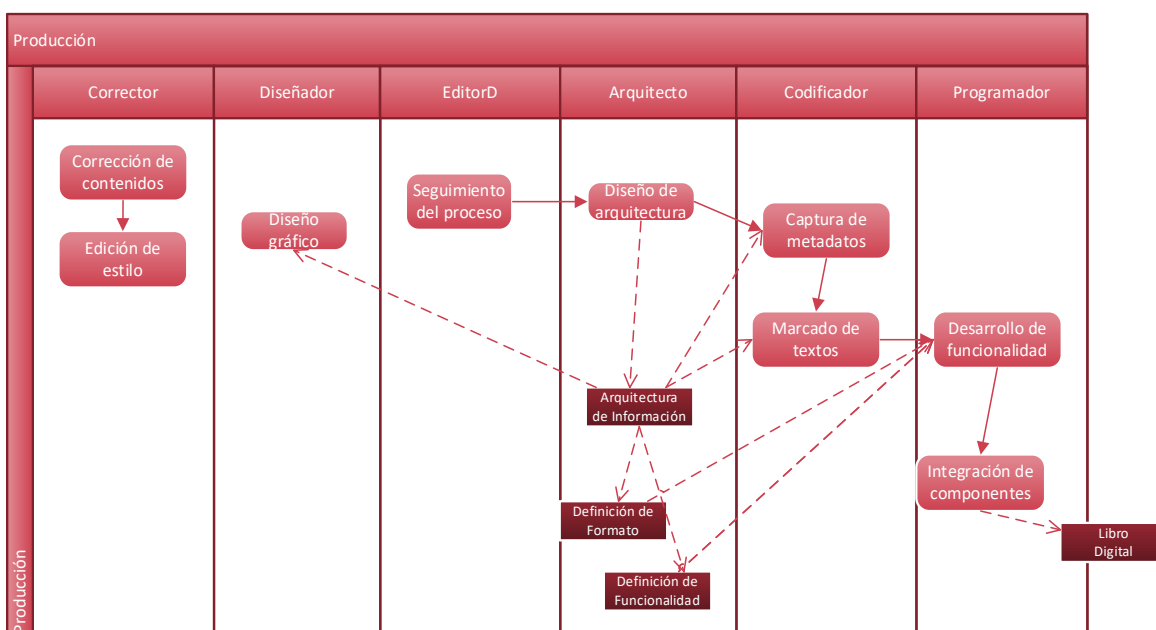 Producción
Corrector
Diseñador
EditorD
Arquitecto
Codificador
Programador
Producción
Corrección de
contenidos
Edición de
estilo
Diseño
gráfico
Seguimiento
del proceso
Diseño de
arquitectura
Captura de
metadatos
Marcado de
textos
Desarrollo de
funcionalidad
Arquitectura
de Información
Integración de
componentes
Definición de
Formato
Libro
Digital
Definición de
Funcionalidad